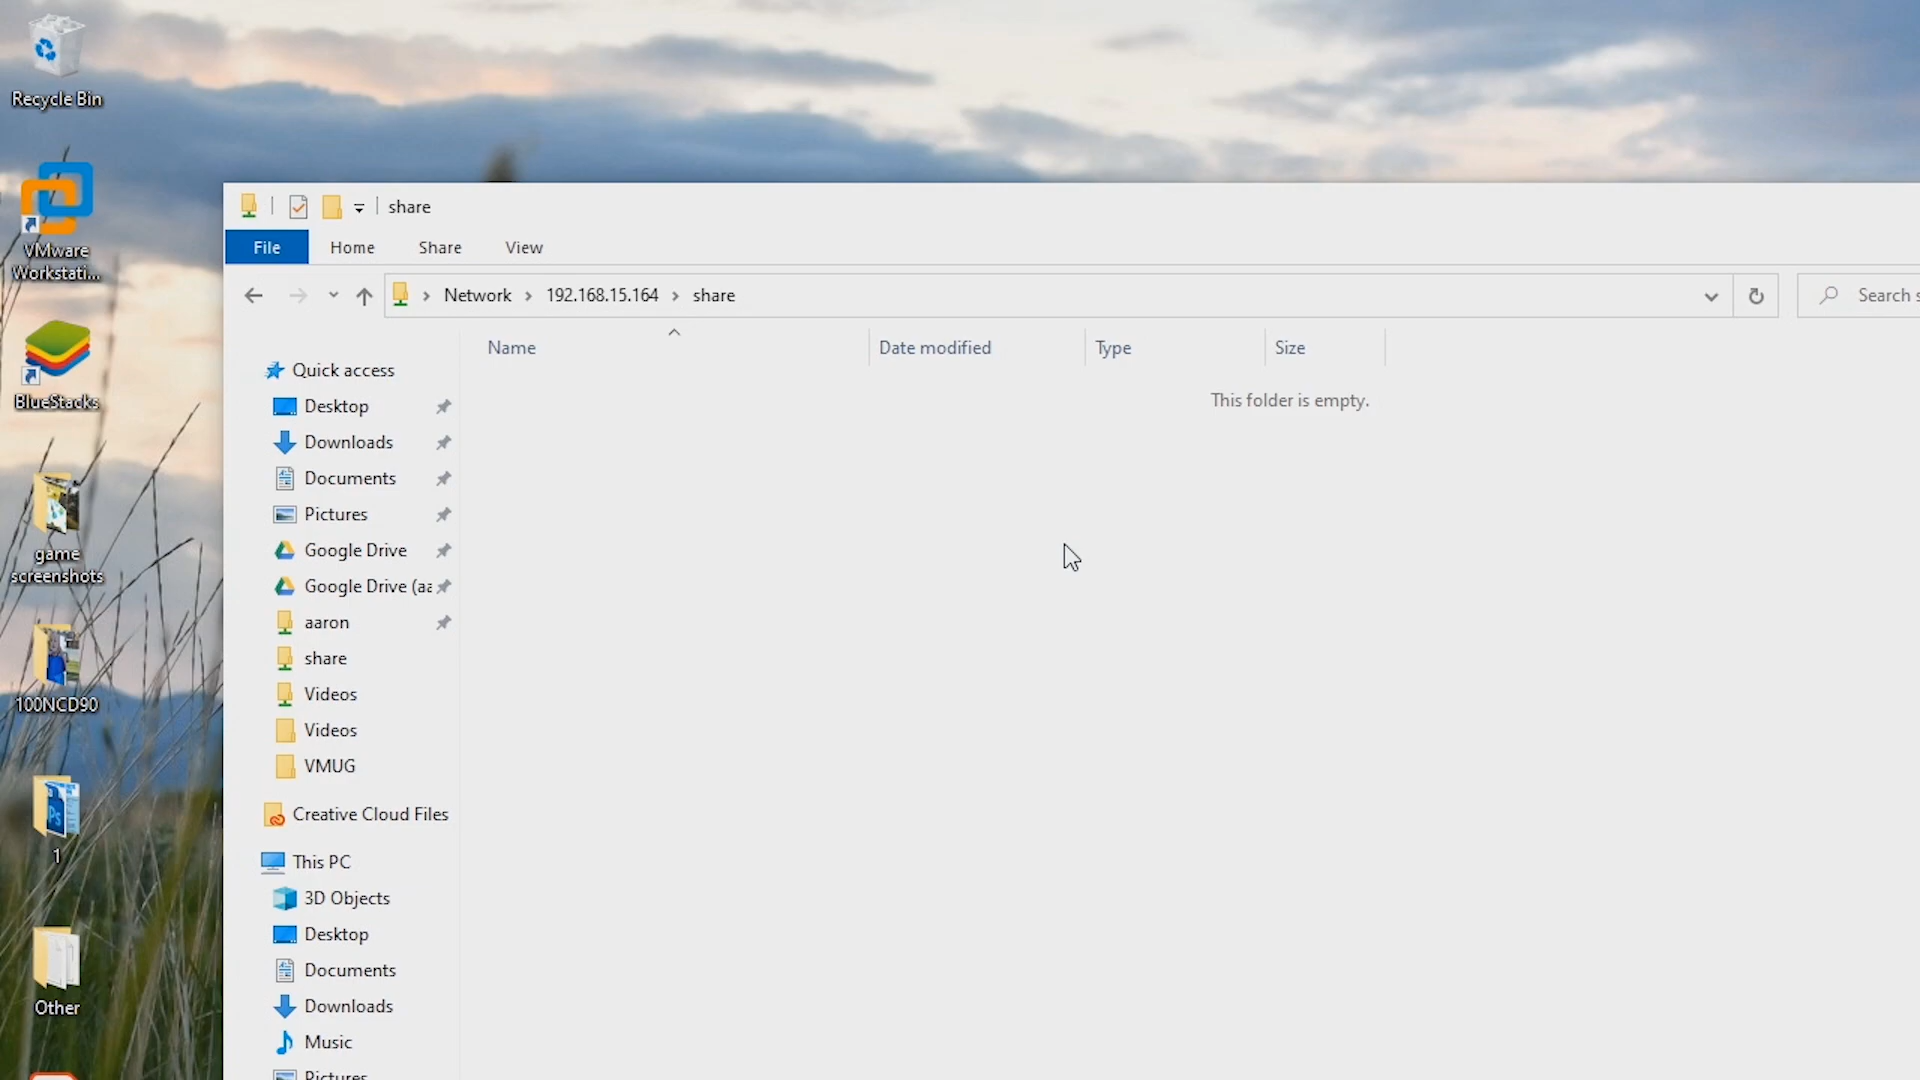 Recycle Bin
VMware
Workstati...
BlueStacks
game
screenshots
100NCD90
1
Other
share
File
Home
Share
View
Network
192.168.15.164
share
Search s
Name
Date modified
Type
Size
This folder is empty.
Quick access
Desktop
Downloads
Documents
Pictures
Google Drive
Google Drive (aa
aaron
share
Videos
Videos
VMUG
Creative Cloud Files
This PC
3D Objects
Desktop
Documents
Downloads
Music
Pictures